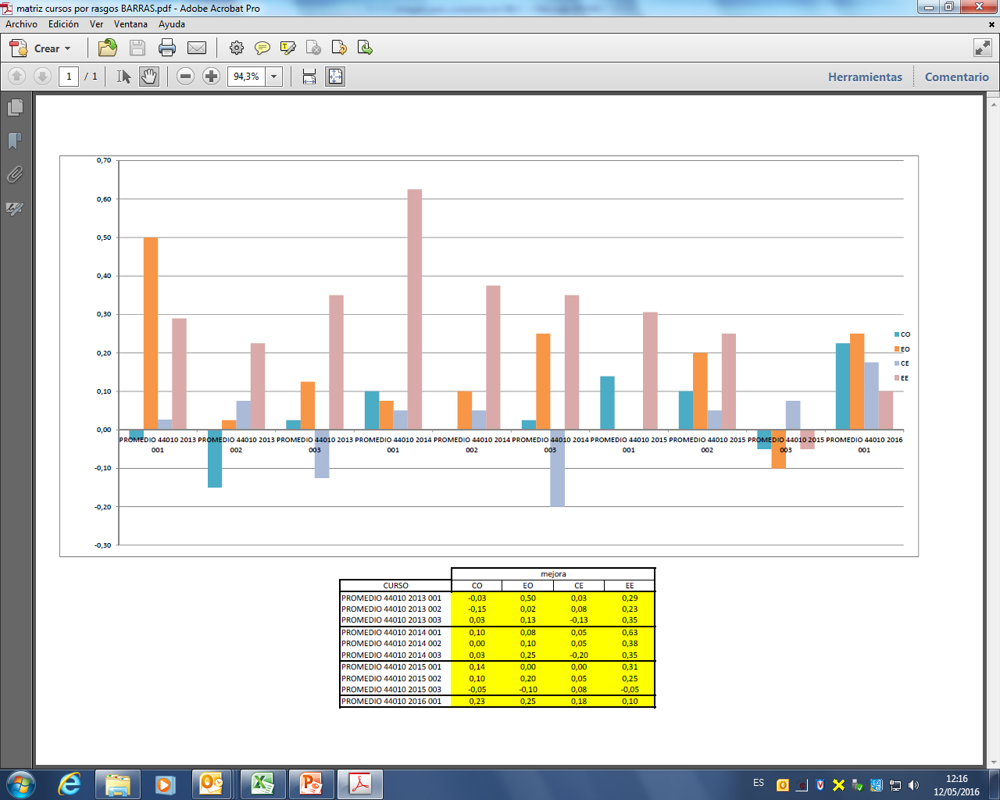 matriz cursos por rasgos BARRAS.pdf - Adobe Acrobat Pro
Archivo Edición Ver Ventana Ayuda
Crear
1 / 1 94,3% Herramientas Comentario
0,70
0,60
0,50
0,40
0,30
0,20
0,10
0,00
-0,10
-0,20
-0,30
CO
EO
CE
EE
PROMEDIO 44010 2013 PROMEDIO 44010 2013 PROMEDIO 44010 2013 PROMEDIO 44010 2014 PROMEDIO 44010 2014 PROMEDIO 44010 2014 PROMEDIO 44010 2015 PROMEDIO 44010 2015 PROMEDIO 44010 2015 PROMEDIO 44010 2016
001 002 003 001 002 003 001 002 003 001
mejora
CURSO CO EO CE EE
PROMEDIO 44010 2013 001 -0,03 0,50 0,03 0,29
PROMEDIO 44010 2013 002 -0,15 0,02 0,08 0,23
PROMEDIO 44010 2013 003 0,03 0,13 -0,13 0,35
PROMEDIO 44010 2014 001 0,10 0,08 0,05 0,63
PROMEDIO 44010 2014 002 0,00 0,10 0,05 0,38
PROMEDIO 44010 2014 003 0,03 0,25 -0,20 0,35
PROMEDIO 44010 2015 001 0,14 0,00 0,00 0,31
PROMEDIO 44010 2015 002 0,10 0,20 0,05 0,25
PROMEDIO 44010 2015 003 -0,05 -0,10 0,08 -0,05
PROMEDIO 44010 2016 001 0,23 0,25 0,18 0,10
ES
12:16
12/05/2016